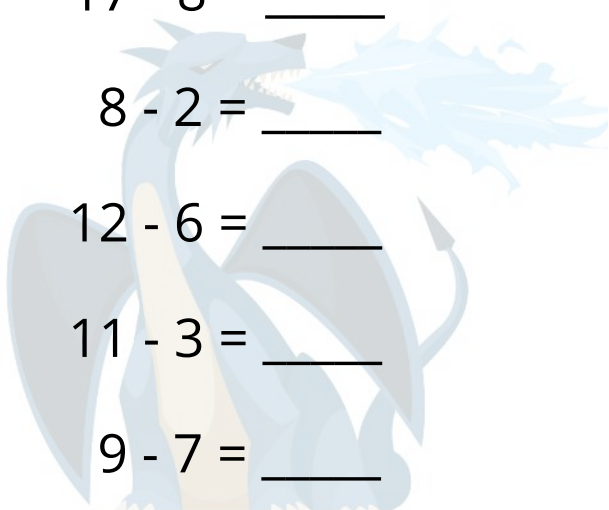 8 - 2 = _____
12 - 6 = _____
11 - 3 = _____
9 - 7 = _____